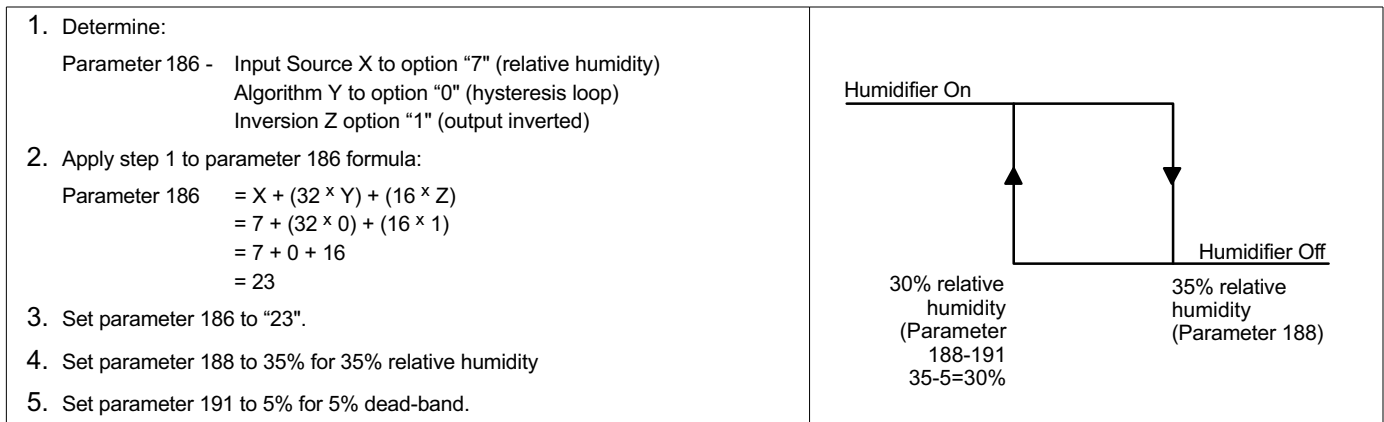 1. Determine:
Parameter 186 - Input Source X to option “7" (relative humidity)
Algorithm Y to option “0" (hysteresis loop)
Inversion Z option “1" (output inverted)
2. Apply step 1 to parameter 186 formula:
Parameter 186 = X + (32 x Y) + (16 x Z)
= 7 + (32 x 0) + (16 x 1)
= 7 + 0 + 16
= 23
3. Set parameter 186 to “23".
4. Set parameter 188 to 35% for 35% relative humidity
5. Set parameter 191 to 5% for 5% dead-band.
Humidifier On
Humidifier Off
30% relative
humidity
(Parameter
188-191
35-5=30%
35% relative
humidity
(Parameter 188)